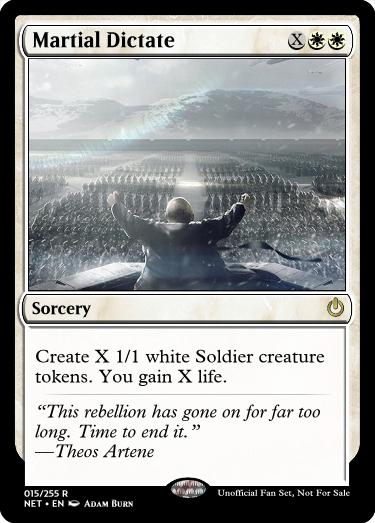 Martial Dictate X
Sorcery
Create X 1/1 white Soldier creature
tokens. You gain X life.
“This rebellion has gone on for far too
long. Time to end it.”
—Theos Artene
015/255 R
NET • EN ADAM BURN
Unofficial Fan Set, Not For Sale